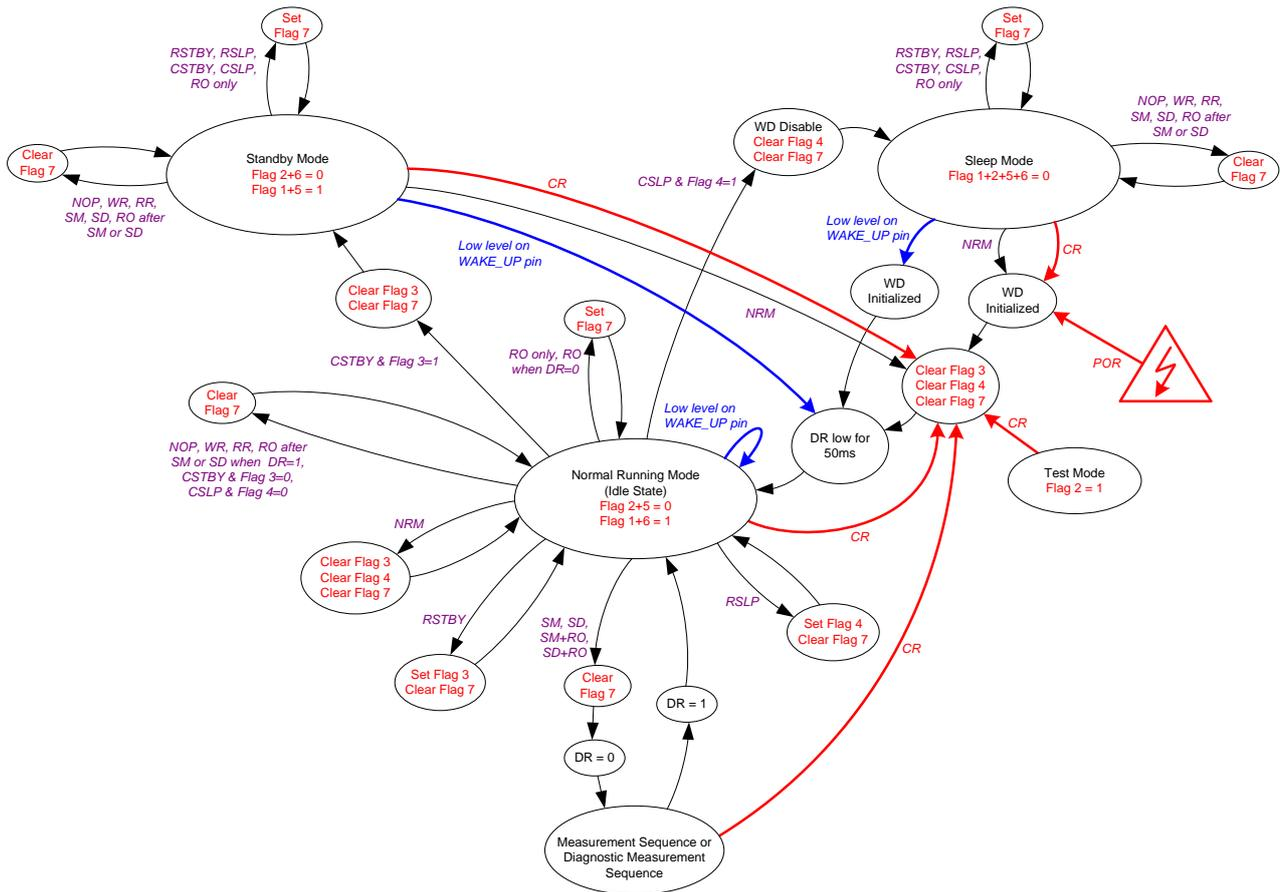 Set
Flag 7
RSTBY, RSLP,
CSTBY, CSLP,
RO only
Clear
Flag 7
NOP, WR, RR,
SM, SD, RO after
SM or SD
Standby Mode
Flag 2+6 = 0
Flag 1+5 = 1
CR
Low level on
WAKE_UP pin
NRM
Clear Flag 3
Clear Flag 7
CSTBY & Flag 3=1
Set
Flag 7
RSTBY, RSLP,
CSTBY, CSLP,
RO only
NOP, WR, RR,
SM, SD, RO after
SM or SD
Clear
Flag 7
Sleep Mode
Flag 1+2+5+6 = 0
WD Disable
Clear Flag 4
Clear Flag 7
CSLP & Flag 4=1
Low level on
WAKE_UP pin
NRM
CR
WD
Initialized
WD
Initialized
POR
Clear Flag 3
Clear Flag 4
Clear Flag 7
CR
Test Mode
Flag 2 = 1
DR low for
50ms
Set
Flag 7
RO only, RO
when DR=0
Low level on
WAKE_UP pin
Clear
Flag 7
NOP, WR, RR, RO after
SM or SD when DR=1,
CSTBY & Flag 3=0,
CSLP & Flag 4=0
Normal Running Mode
(Idle State)
Flag 2+5 = 0
Flag 1+6 = 1
CR
NRM
Clear Flag 3
Clear Flag 4
Clear Flag 7
RSTBY
Set Flag 3
Clear Flag 7
SM, SD,
SM+RO,
SD+RO
Clear
Flag 7
DR = 0
DR = 1
RSLP
Set Flag 4
Clear Flag 7
CR
Measurement Sequence or
Diagnostic Measurement
Sequence